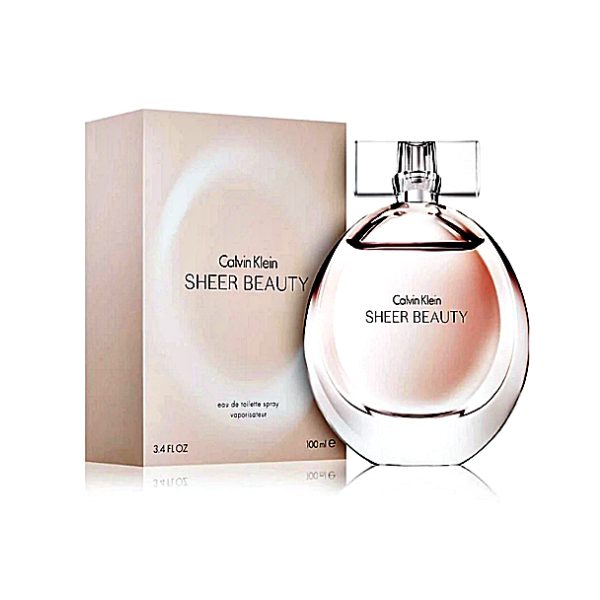 Calvin Klein
SHEER BEAUTY
eau de toilette spray
vaporisateur
3.4 FL OZ 100 ml e
Calvin Klein
SHEER BEAUTY